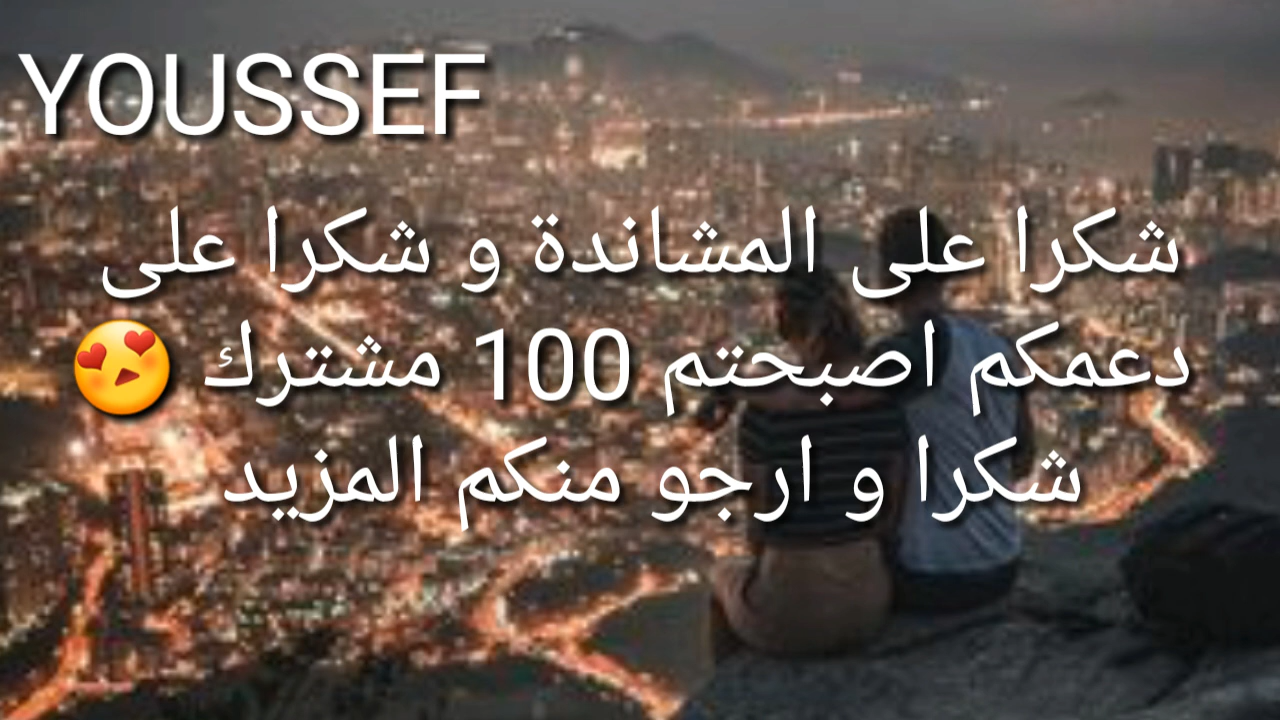 YOUSSEF
شكرا على المشاندة و شكرا على
دعمكم اصبحتم 100 مشترك 😍
شكرا و ارجو منكم المزيد